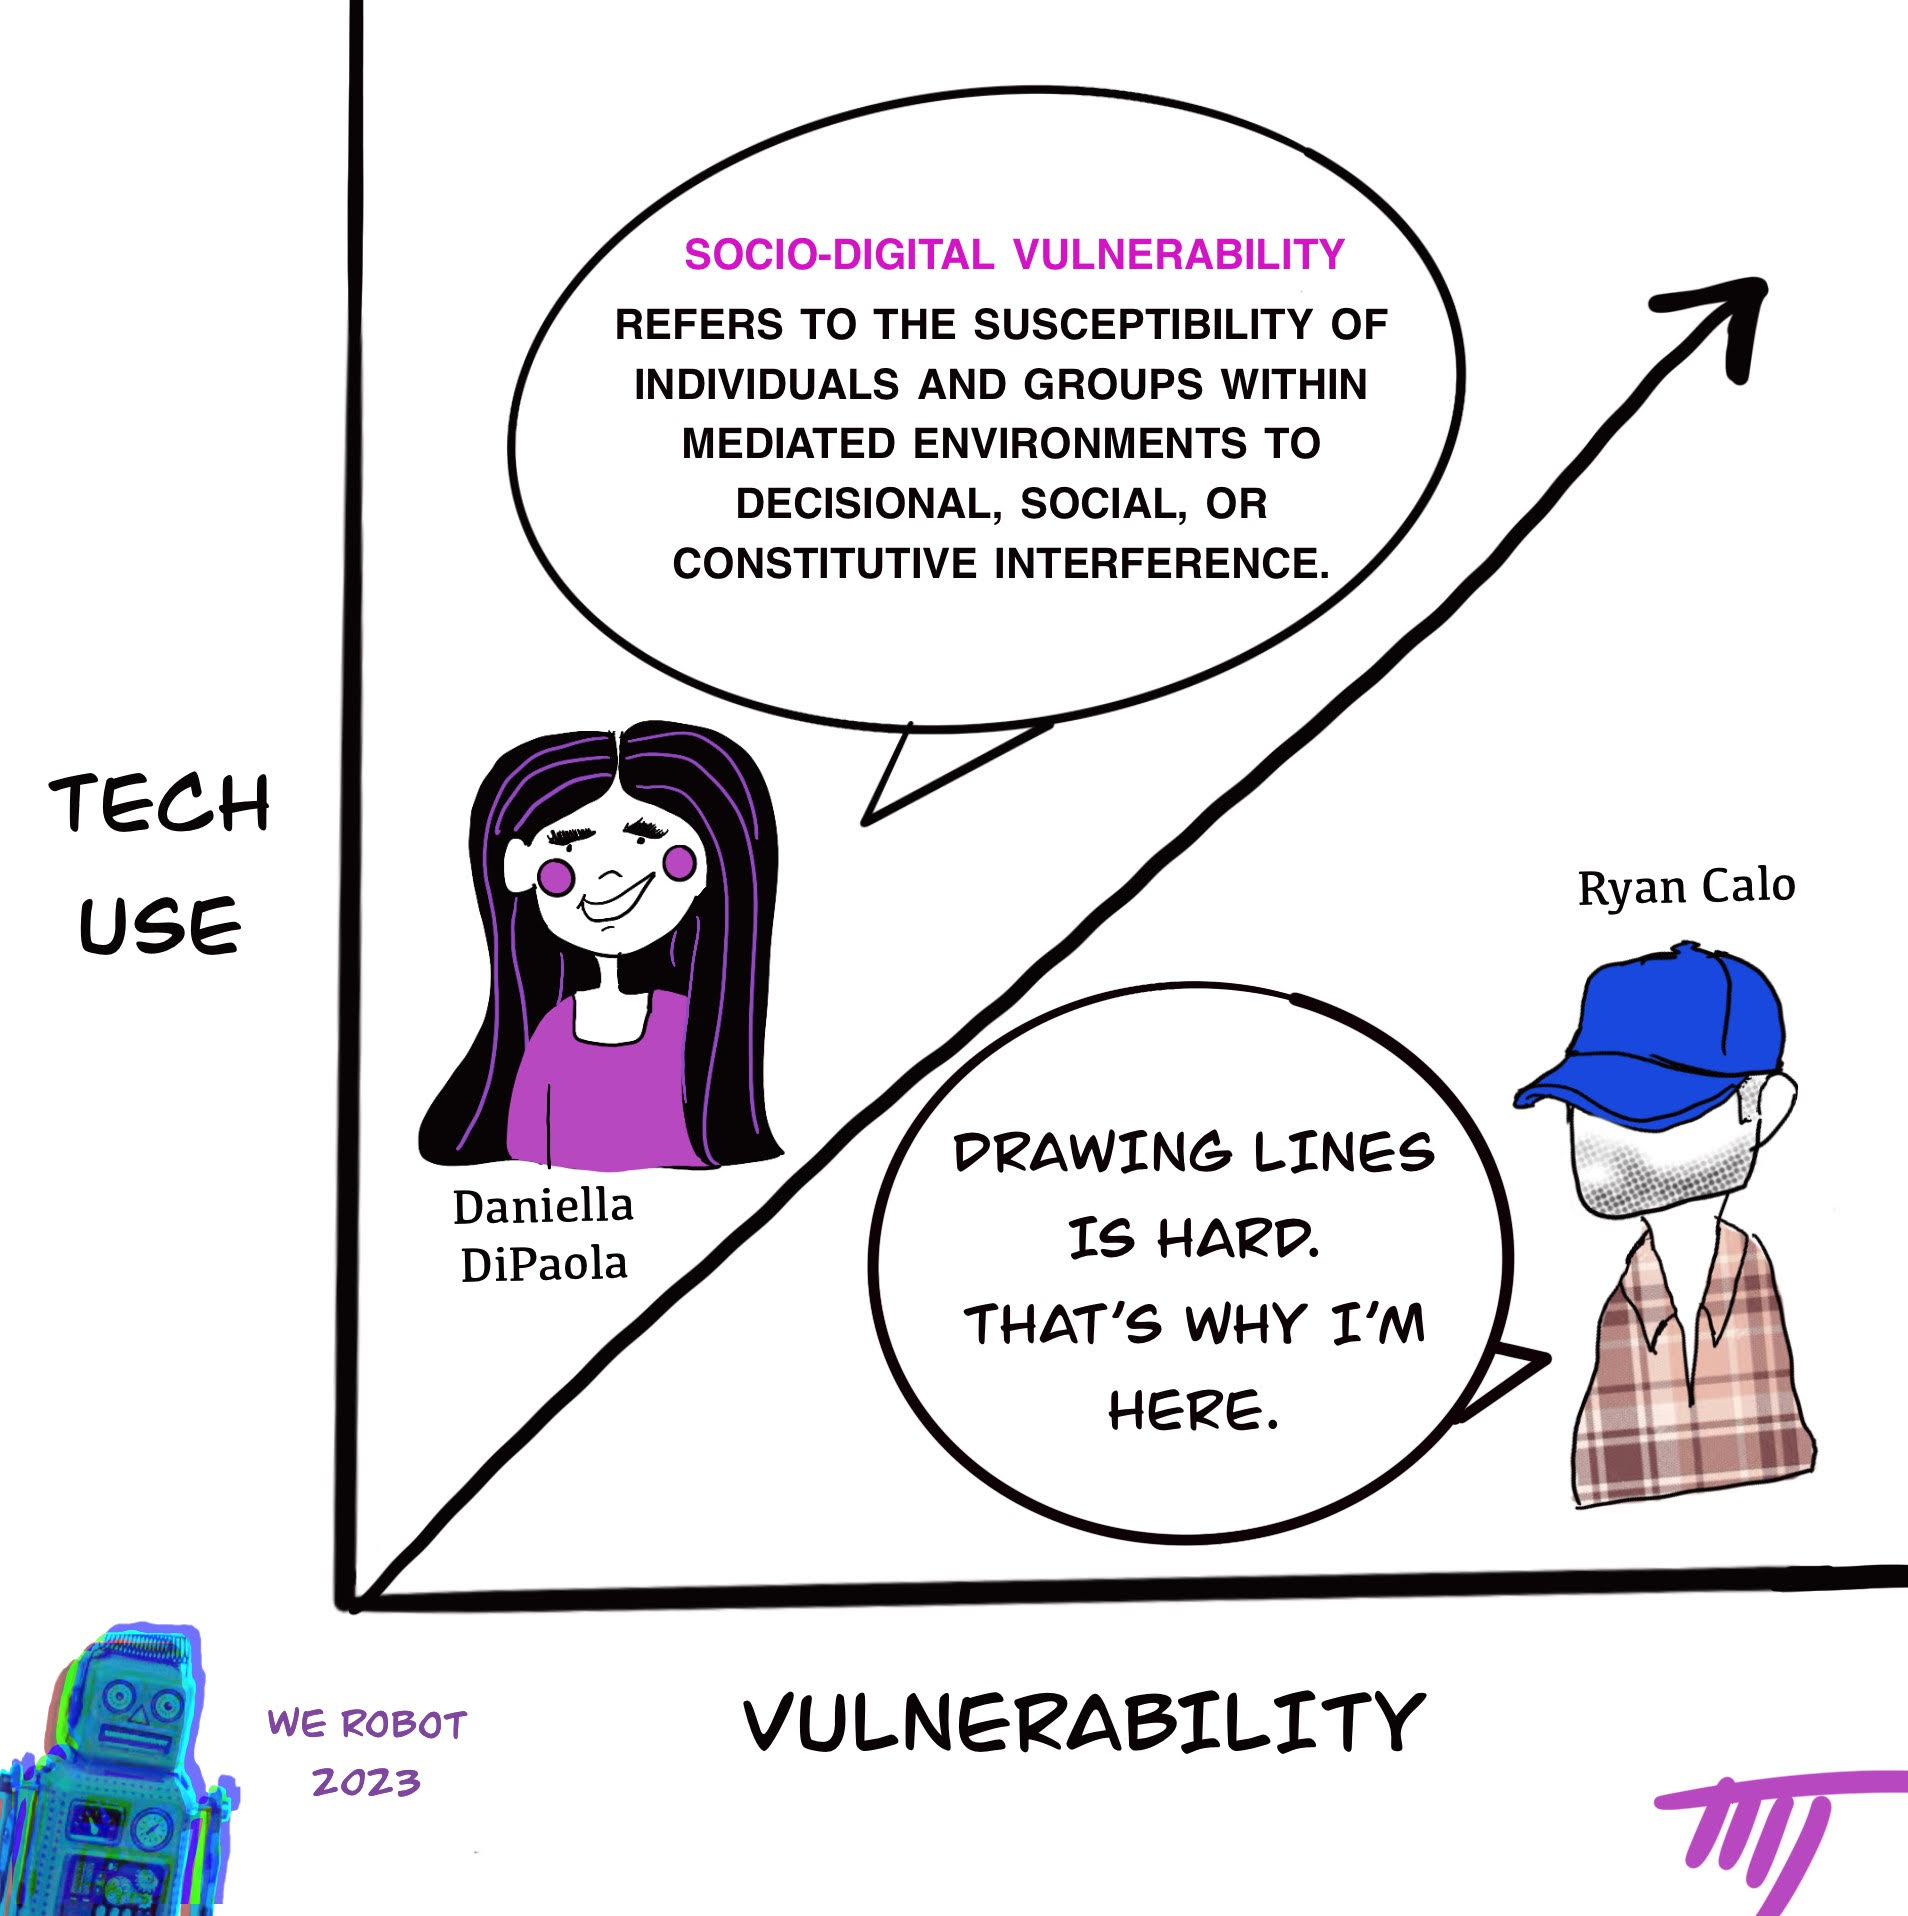 SOCIO-DIGITAL VULNERABILITY
REFERS TO THE SUSCEPTIBILITY OF
INDIVIDUALS AND GROUPS WITHIN
MEDIATED ENVIRONMENTS TO
DECISIONAL, SOCIAL, OR
CONSTITUTIVE INTERFERENCE.
TECH
USE
Daniella
DiPaola
Ryan Calo
DRAWING LINES
IS HARD.
THAT'S WHY I'M
HERE.
VULNERABILITY
WE ROBOT
2023